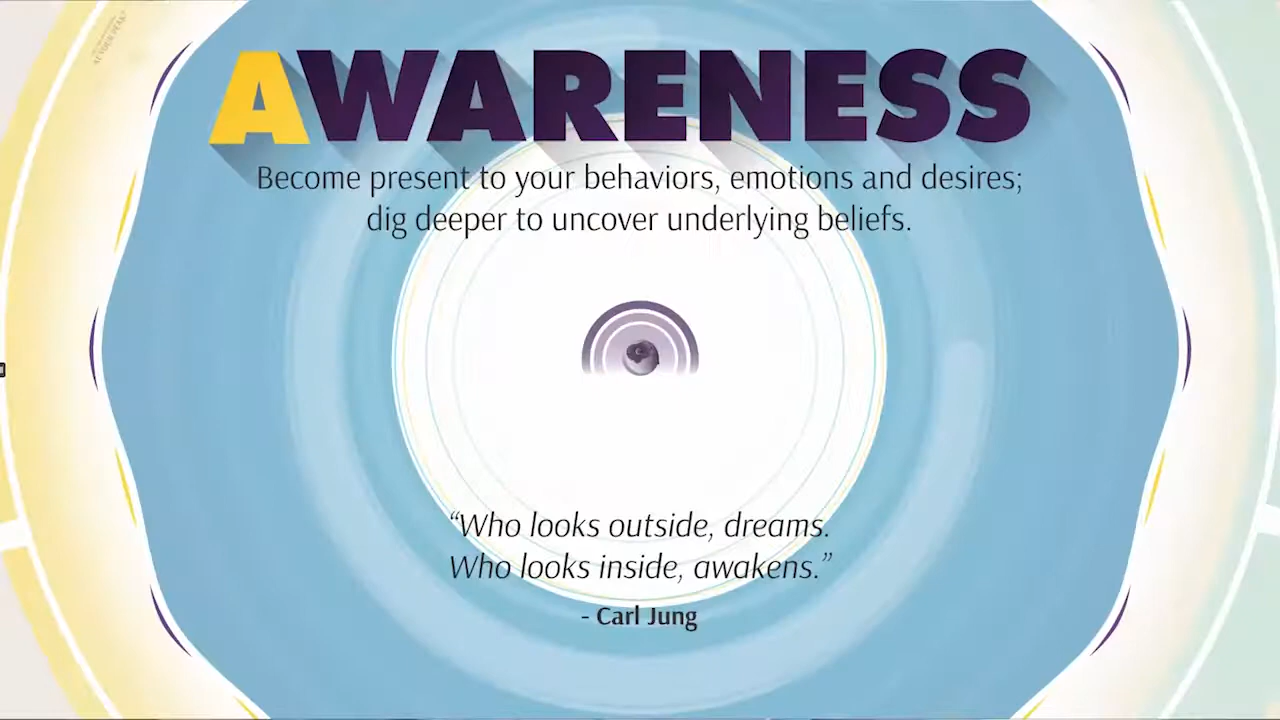 AWARENESS
Become present to your behaviors, emotions and desires;
dig deeper to uncover underlying beliefs.
“Who looks outside, dreams.
Who looks inside, awakens.”
- Carl Jung